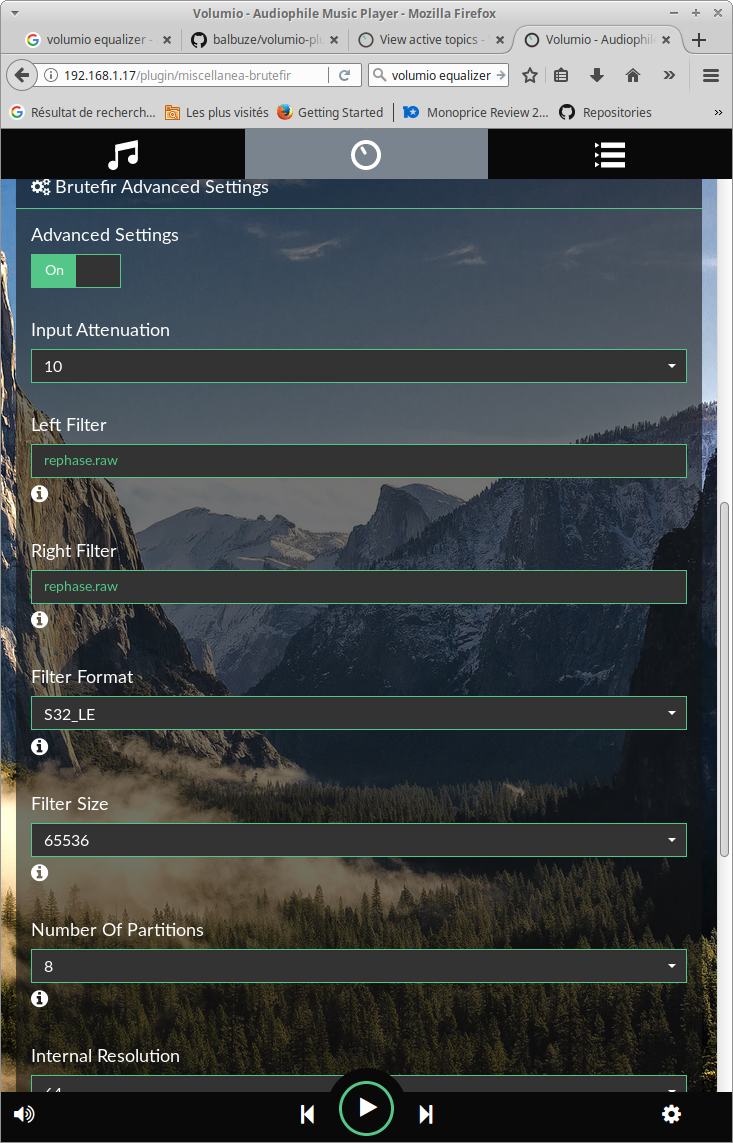 Volumio - Audiophile Music Player - Mozilla Firefox
volumio equalizer -
balbuze/volumio-plu
View active topics -
Volumio - Audiophile
192.168.1.17/plugin/miscellanea-brutefir
volumio equalizer
Résultat de recherch...
Les plus visités
Getting Started
Monoprice Review 2...
Repositories
Brutefir Advanced Settings
Advanced Settings
On
Input Attenuation
10
Left Filter
rephase.raw
Right Filter
rephase.raw
Filter Format
S32_LE
Filter Size
65536
Number Of Partitions
8
Internal Resolution
64